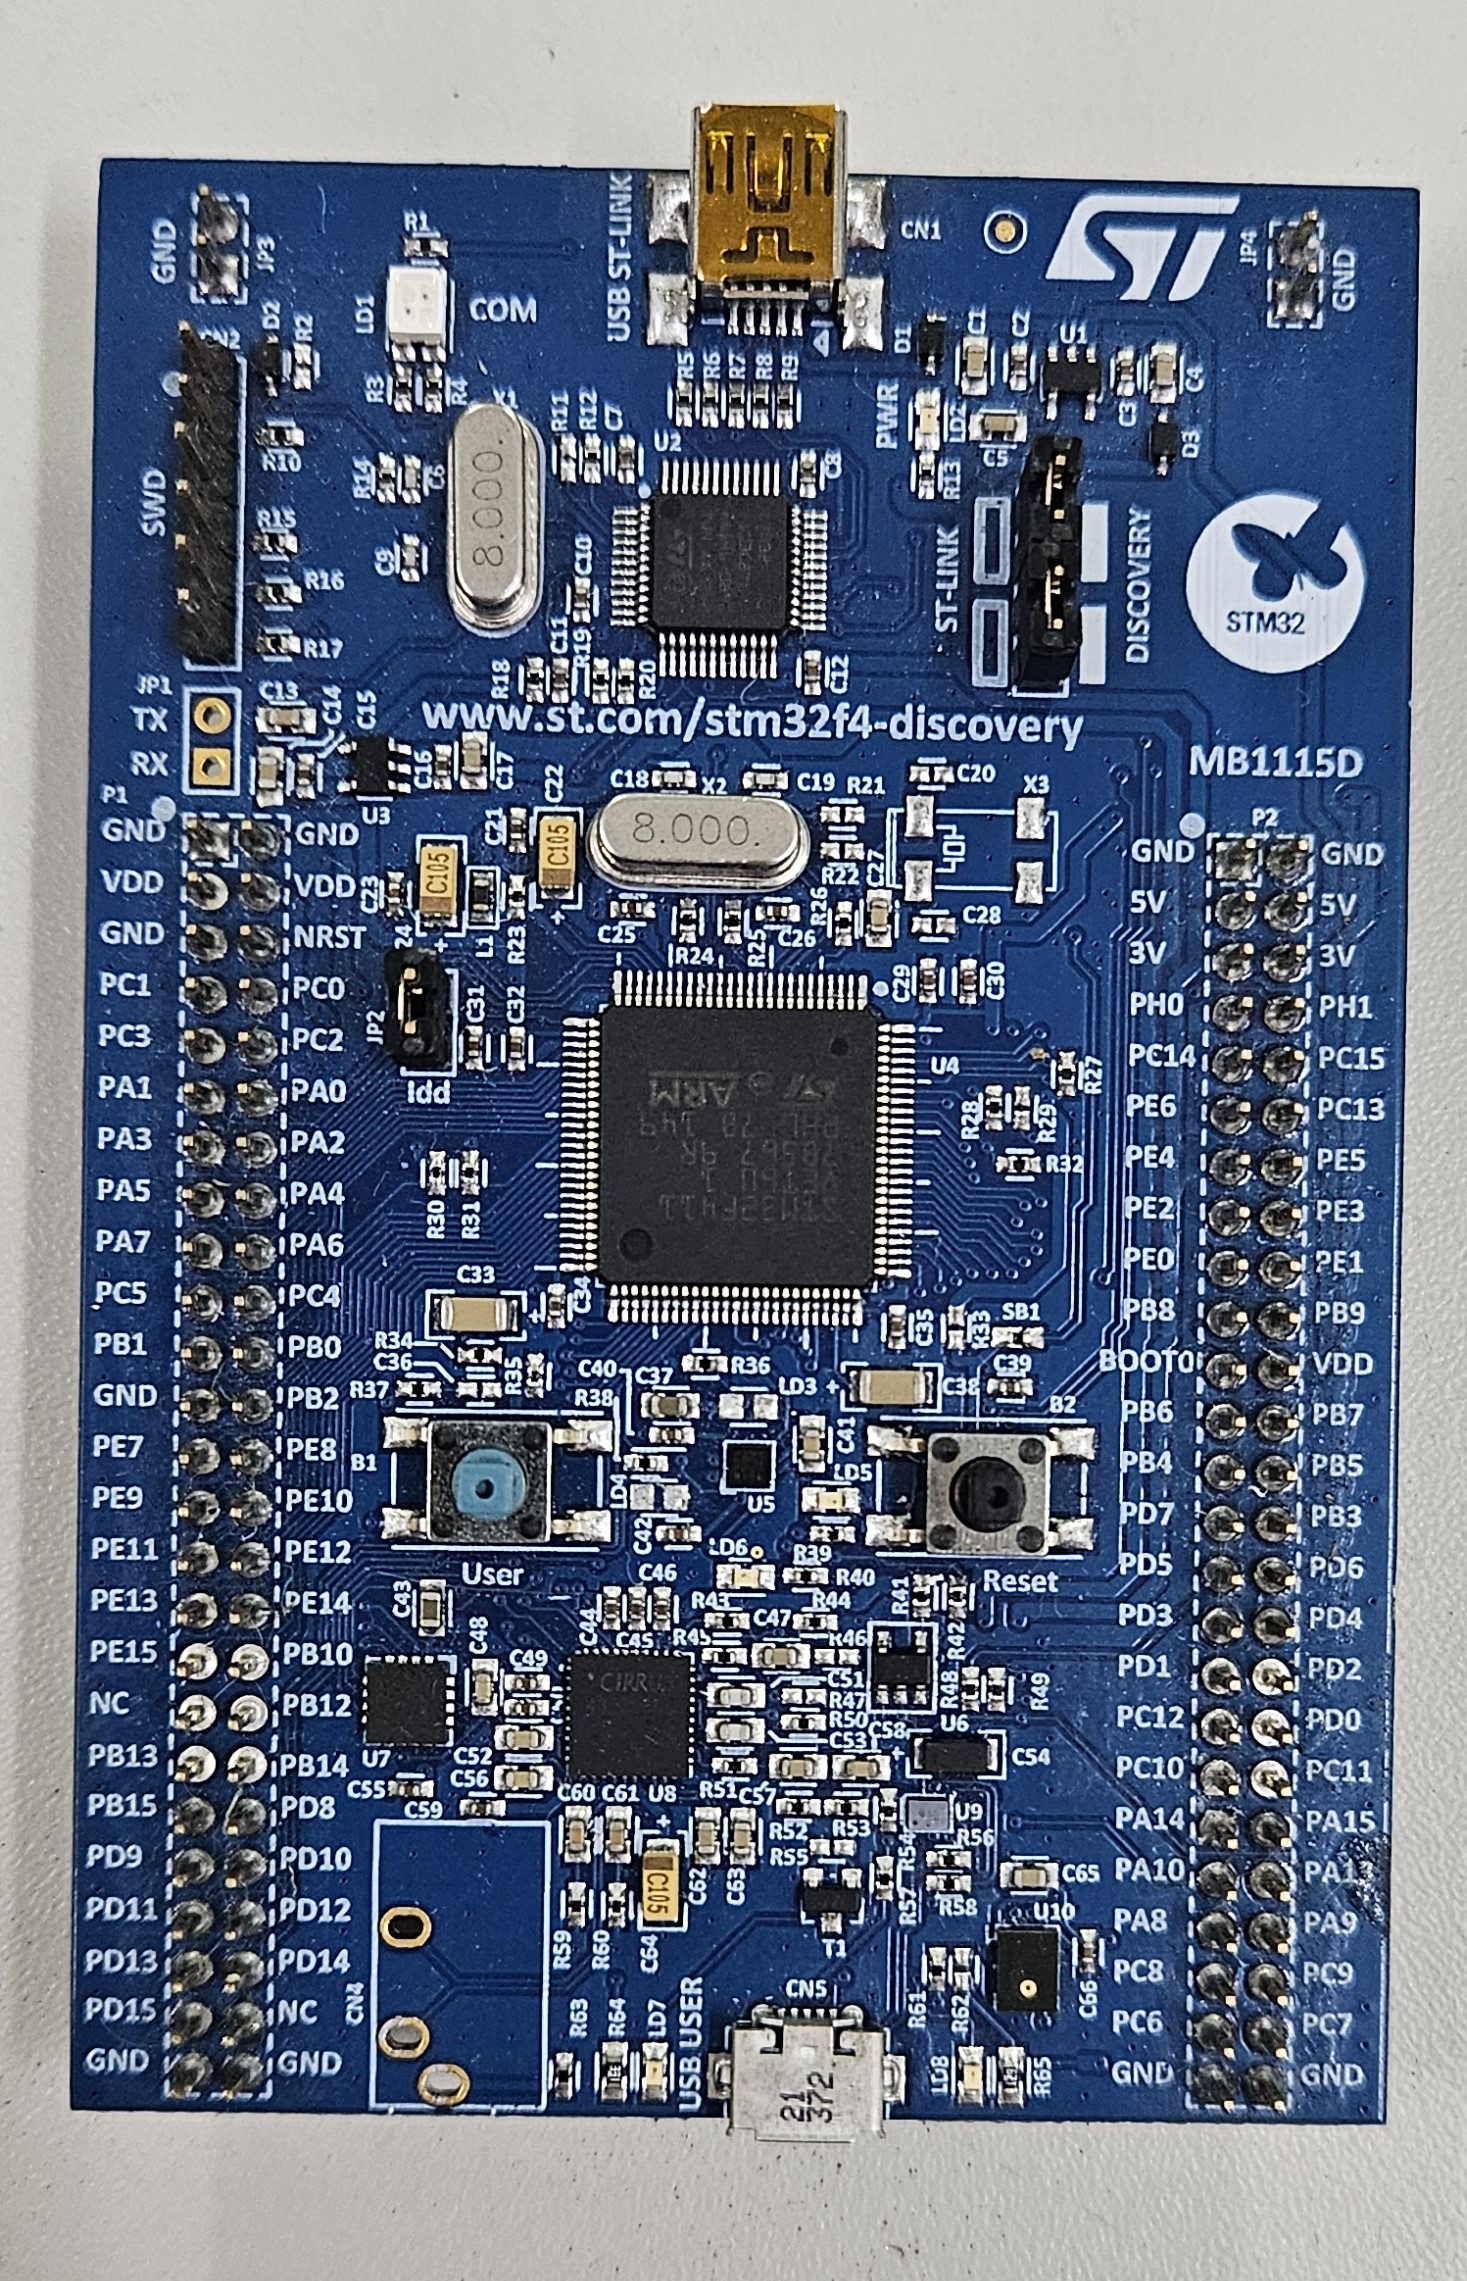 GND
JP3
R1
LD1
COM
USB ST-LINK
CN1
ST
JP4
GND
D2
R2
R3
R4
R5
R6
R7
R8
R9
D1
C1
C2
U1
C3
C4
PWR
LD2
C5
D3
R13
SWD
R10
R14
C6
8.000.
R11
R12
C7
U2
C8
R15
C9
C10
R16
R17
C11
R18
R19
R20
C12
ST-LINK
DISCOVERY
STM32
JP1
TX
RX
C13
C14
C15
U3
C16
C17
www.st.com/stm32f4-discovery
MB1115D
P1
GND GND
VDD VDD
GND NRST
PC1 PC0
PC3 PC2
PA1 PA0
PA3 PA2
PA5 PA4
PA7 PA6
PC5 PC4
PB1 PB0
GND PB2
PE7 PE8
PE9 PE10
PE11 PE12
PE13 PE14
PE15 PB10
NC PB12
PB13 PB14
PB15 PD8
PD9 PD10
PD11 PD12
PD13 PD14
PD15 NC
GND GND
C18
X2
C19
R21
C20
X3
C21
C22
C105
C105
8.000.
R22
C27
C23
L1
R23
C25
R24
R25
C26
R26
C28
JP2
Idd
C31
C32
C29
C30
U4
ARM
STM32F411
R27
R28
R29
R32
R30
R31
C33
C34
C35
R33
SB1
R34
C36
R37
R35
R38
C40
C37
R36
LD3
C38
C39
B1
User
LD4
C42
U5
C41
LD5
B2
Reset
LD6
R39
R40
R41
R42
C43
C44
C45
C46
R43
C47
R44
R45
R46
C48
C49
CIRRUS
C51
R47
R50
C53
R48
R49
U6
U7
C52
C55
C56
C59
C60
C61
U8
R51
C57
C58
C54
C62
C63
C64
C105
R52
R53
R54
R55
U9
R56
R57
R58
T1
C65
U10
C66
CN4
R59
R60
R61
R62
R63
R64
LD7
USB USER
CN5
21
372
LD8
R65
P2
GND GND
5V 5V
3V 3V
PH0 PH1
PC14 PC15
PE6 PC13
PE4 PE5
PE2 PE3
PE0 PE1
PB8 PB9
BOOT0 VDD
PB6 PB7
PB4 PB5
PD7 PB3
PD5 PD6
PD3 PD4
PD1 PD2
PC12 PD0
PC10 PC11
PA14 PA15
PA10 PA13
PA8 PA9
PC8 PC9
PC6 PC7
GND GND